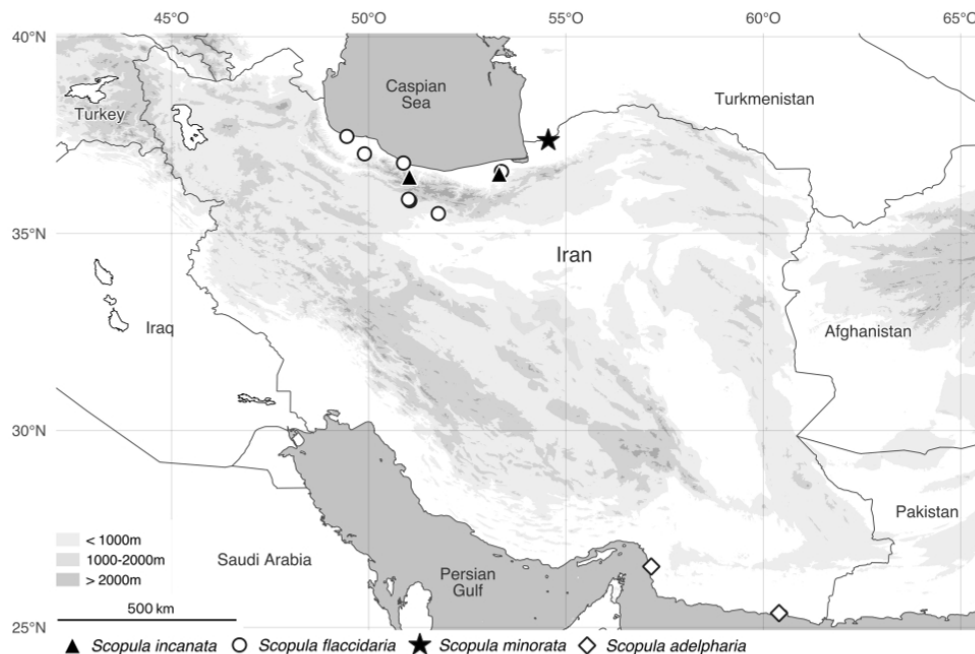 45°O 50°O 55°O 60°O 65°O
40°N
Caspian
Sea
Turkey
Turkmenistan
35°N
Iran
Iraq
Afghanistan
30°N
Pakistan
< 1000m
1000-2000m
> 2000m
Saudi Arabia
Persian
Gulf
500 km
25°N
Scopula incanata Scopula flaccidaria Scopula minorata Scopula adelpharia